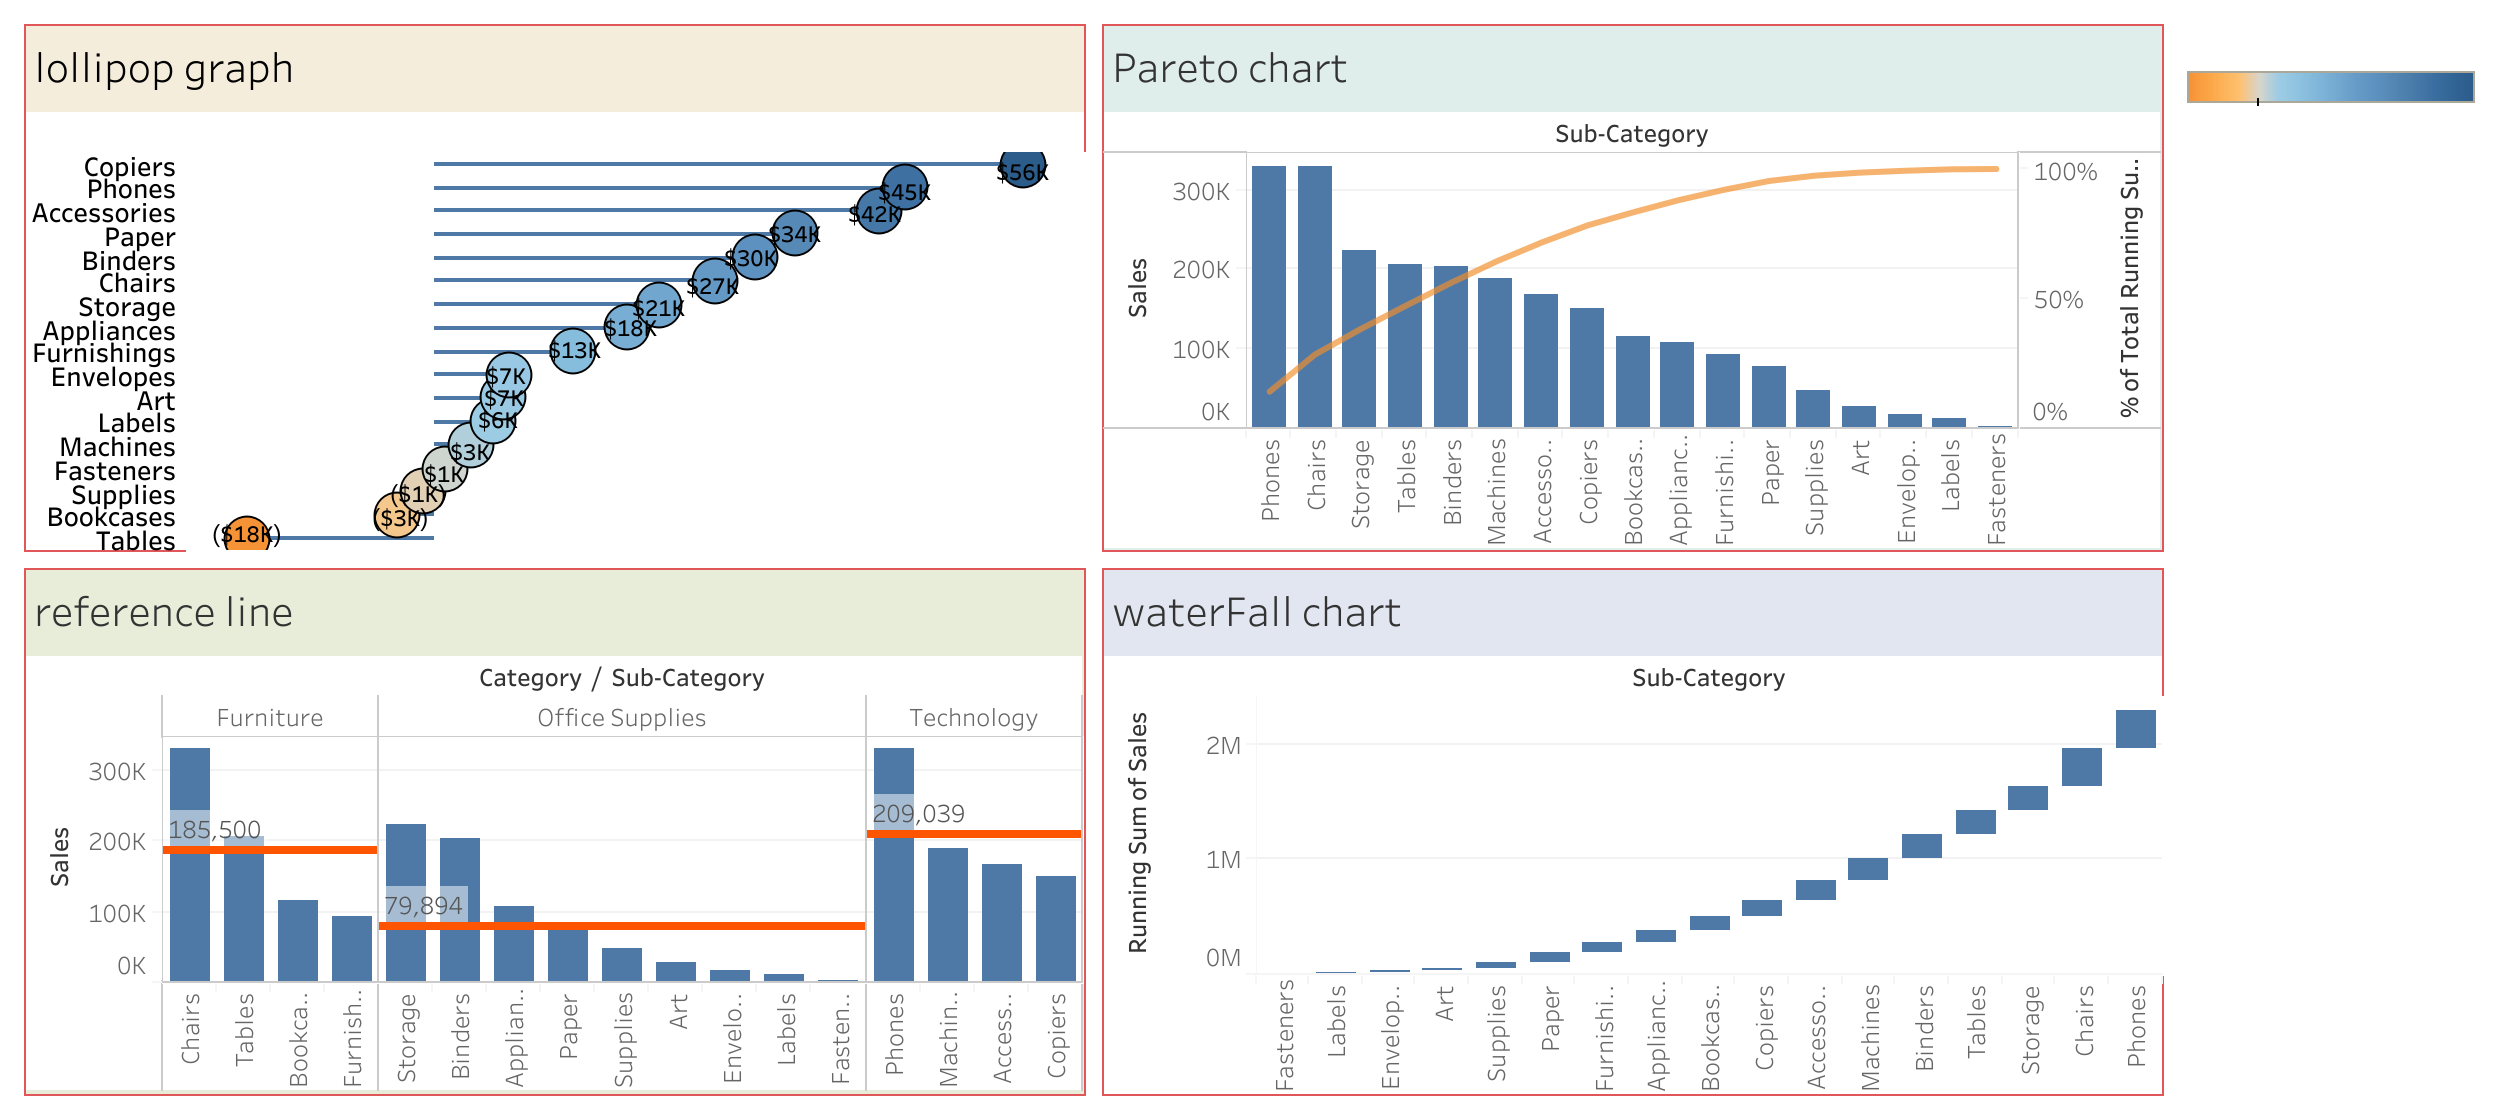 lollipop graph
Copiers
Phones
Accessories
Paper
Binders
Chairs
Storage
Appliances
Furnishings
Envelopes
Art
Labels
Machines
Fasteners
Supplies
Bookcases
Tables
$56K
$45K
$42K
$34K
$30K
$27K
$21K
$18K
$13K
$7K
$7K
$6K
$3K
$1K
($1K)
($3K)
($18K)
Pareto chart
Sub-Category
Sales
300K
200K
100K
0K
100%
50%
0%
% of Total Running Su..
Phones
Chairs
Storage
Tables
Binders
Machines
Accesso..
Copiers
Bookcas..
Applianc..
Furnishi..
Paper
Supplies
Art
Envelop..
Labels
Fasteners
reference line
Category / Sub-Category
Furniture
Office Supplies
Technology
Sales
300K
200K
100K
0K
185,500
79,894
209,039
Chairs
Tables
Bookca..
Furnish..
Storage
Binders
Applian..
Paper
Supplies
Art
Envelo..
Labels
Fasten..
Phones
Machin..
Access..
Copiers
waterFall chart
Sub-Category
Running Sum of Sales
2M
1M
0M
Fasteners
Labels
Envelop..
Art
Supplies
Paper
Furnishi..
Applianc..
Bookcas..
Copiers
Accesso..
Machines
Binders
Tables
Storage
Chairs
Phones